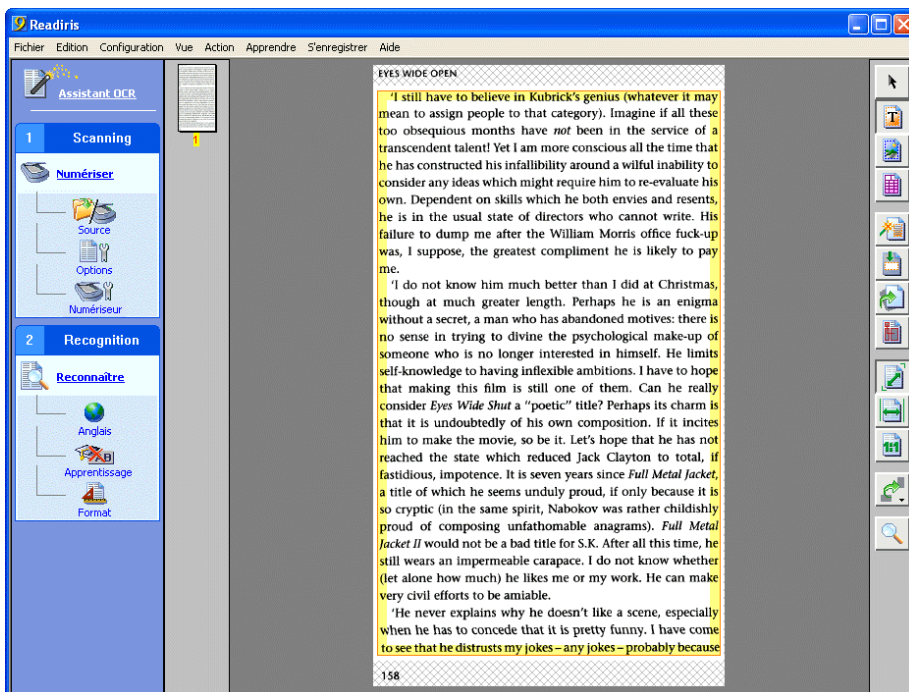 Readiris
Fichier Edition Configuration Vue Action Apprendre S'enregistrer Aide
Assistant OCR
1 Scanning
Numériser
Source
Options
Numériseur
2 Recognition
Reconnaître
Anglais
Apprentissage
Format
1
EYES WIDE OPEN
'I still have to believe in Kubrick's genius (whatever it may
mean to assign people to that category). Imagine if all these
too obsequious months have not been in the service of a
transcendent talent! Yet I am more conscious all the time that
he has constructed his infallibility around a wilful inability to
consider any ideas which might require him to re-evaluate his
own. Dependent on skills which he both envies and resents,
he is in the usual state of directors who cannot write. His
failure to dump me after the William Morris office fuck-up
was, I suppose, the greatest compliment he is likely to pay
me.
'I do not know him much better than I did at Christmas,
though at much greater length. Perhaps he is an enigma
without a secret, a man who has abandoned motives: there is
no sense in trying to divine the psychological make-up of
someone who is no longer interested in himself. He limits
self-knowledge to having inflexible ambitions. I have to hope
that making this film is still one of them. Can he really
consider Eyes Wide Shut a "poetic" title? Perhaps its charm is
that it is undoubtedly of his own composition. If it incites
him to make the movie, so be it. Let's hope that he has not
reached the state which reduced Jack Clayton to total, if
fastidious, impotence. It is seven years since Full Metal Jacket,
a title of which he seems unduly proud, if only because it is
so cryptic (in the same spirit, Nabokov was rather childishly
proud of composing unfathomable anagrams). Full Metal
Jacket II would not be a bad title for S.K. After all this time, he
still wears an impermeable carapace. I do not know whether
(let alone how much) he likes me or my work. He can make
very civil efforts to be amiable.
'He never explains why he doesn't like a scene, especially
when he has to concede that it is pretty funny. I have come
to see that he distrusts my jokes – any jokes – probably because
158
T
1:1